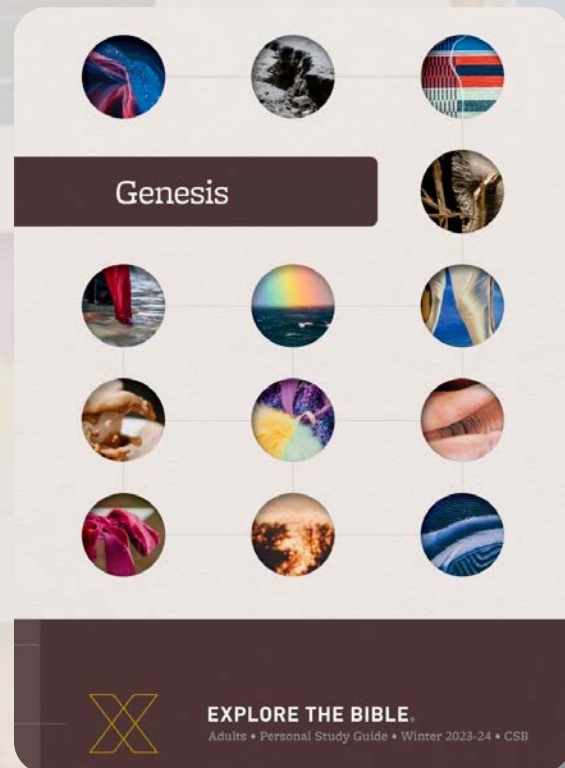 Genesis
EXPLORE THE BIBLE®
Adults • Personal Study Guide • Winter 2023-24 • CSB